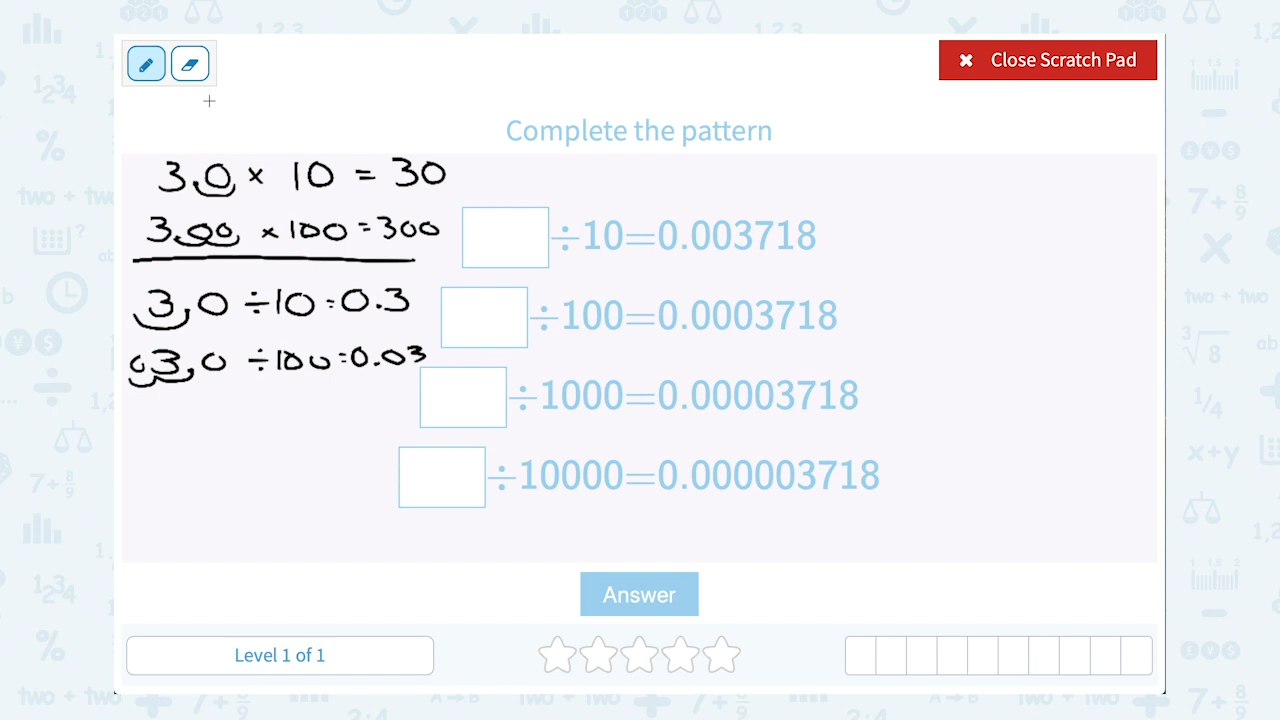 Close Scratch Pad
Complete the pattern
3.0 × 10 = 30
3.00 × 100 = 300
3.0 ÷ 10 = 0.3
03.0 ÷ 100 = 0.03
÷10=0.003718
÷100=0.0003718
÷1000=0.00003718
÷10000=0.000003718
Answer
Level 1 of 1